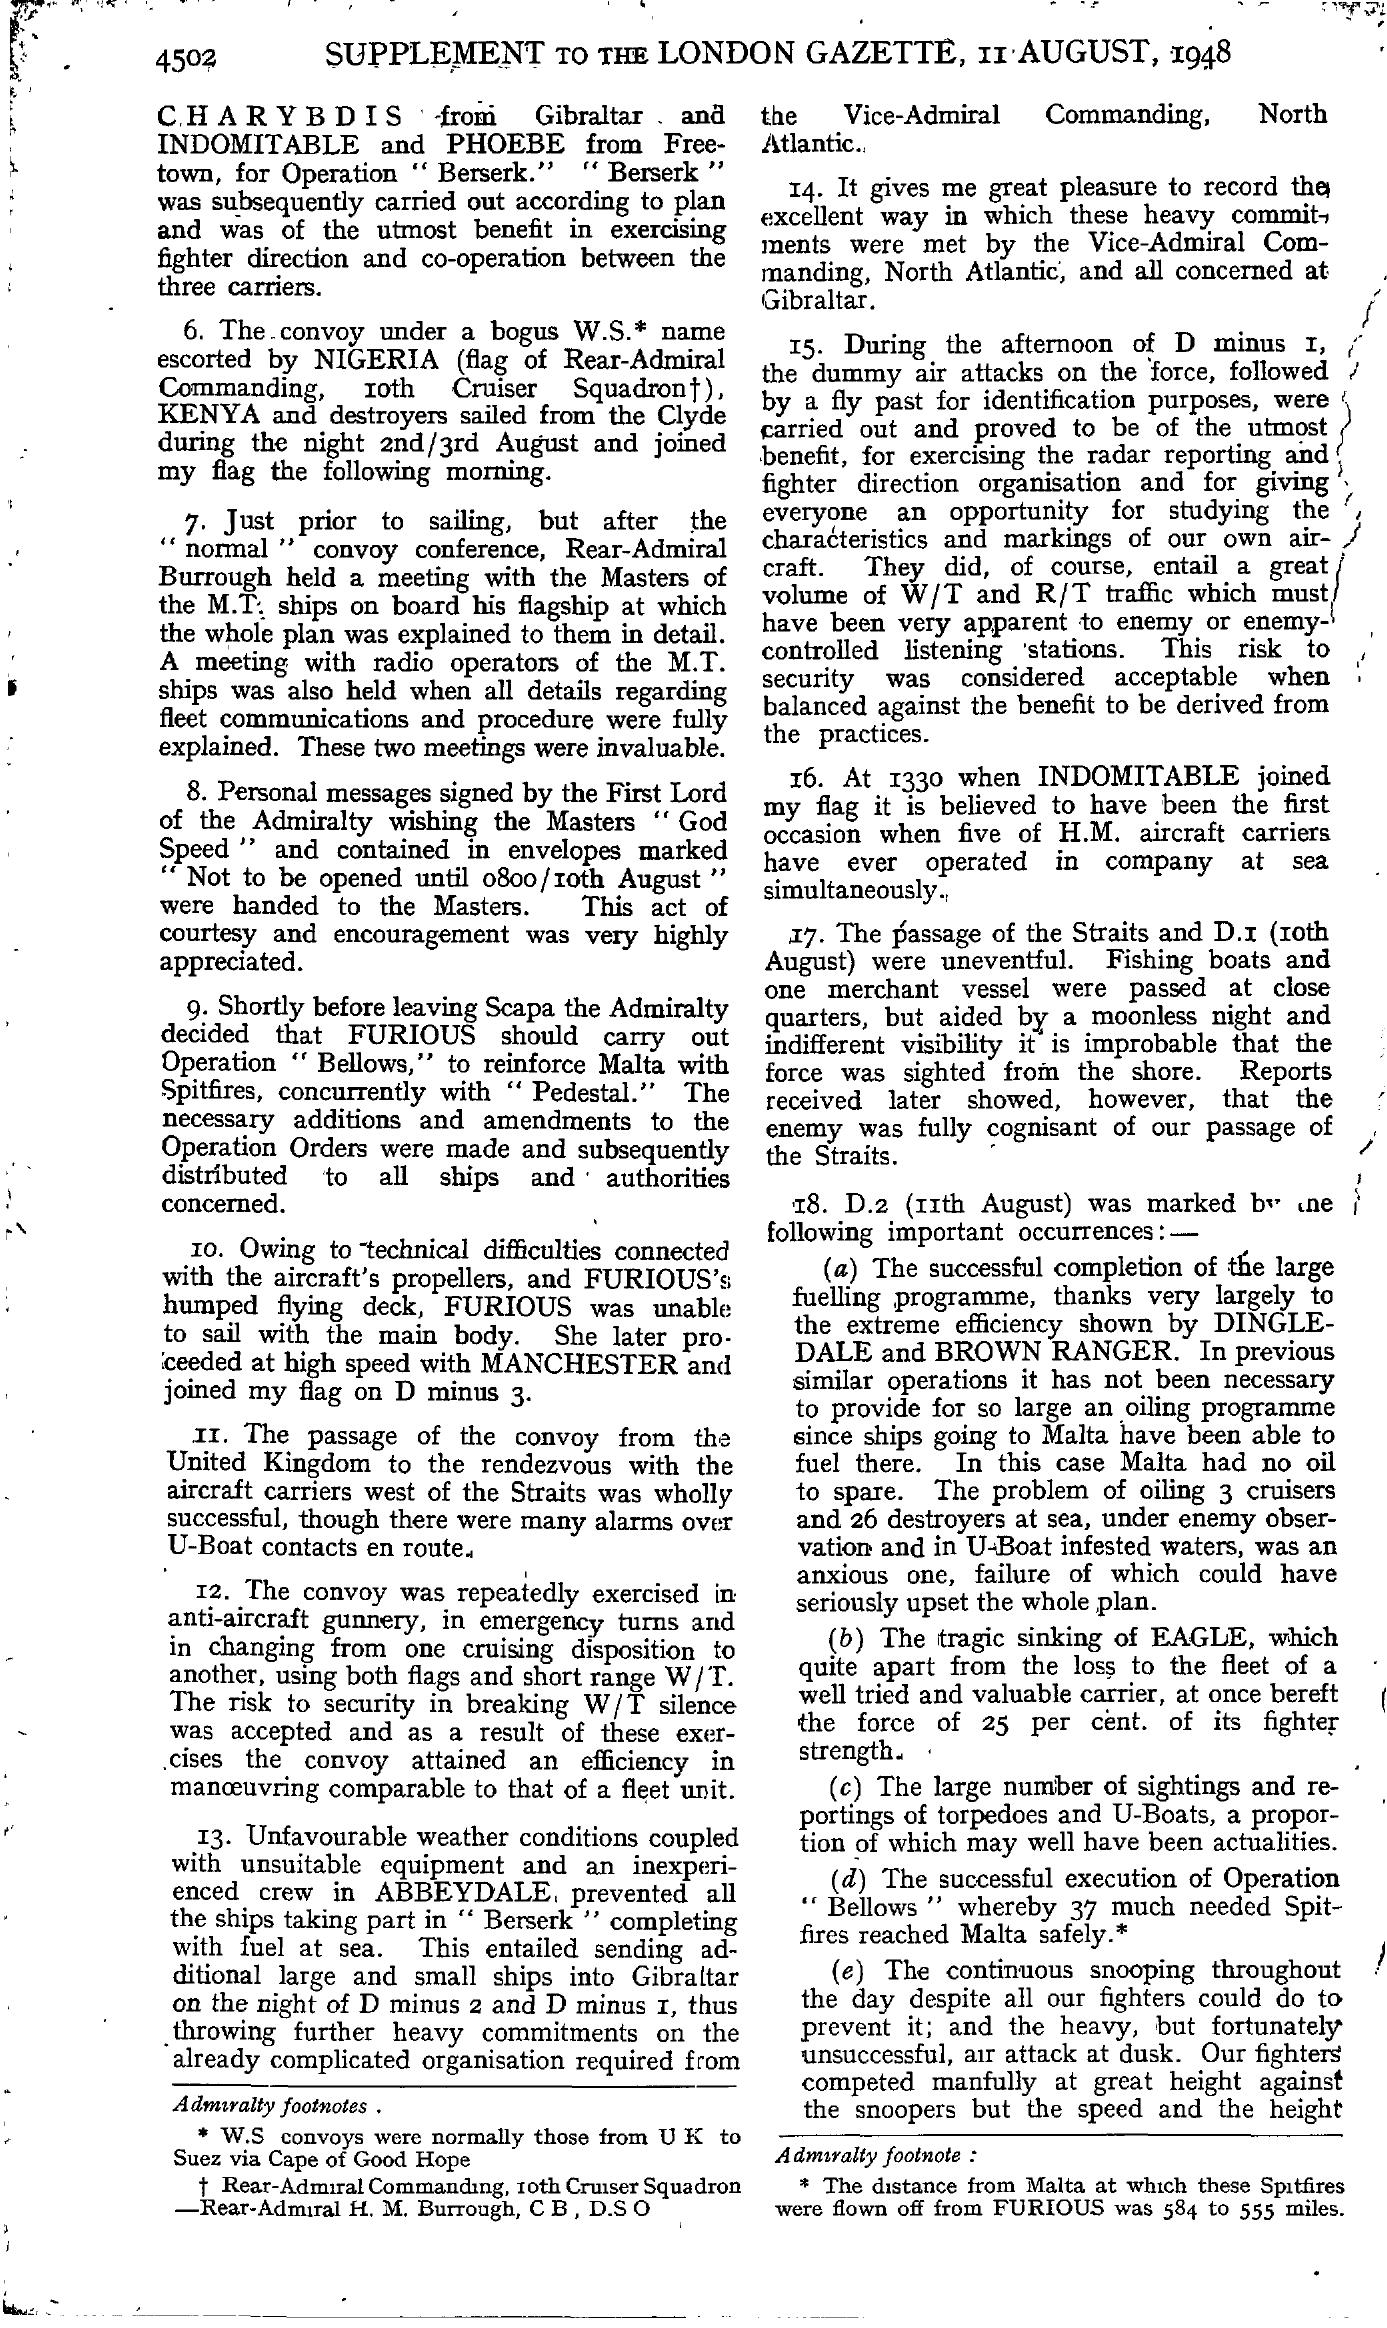 4502 SUPPLEMENT TO THE LONDON GAZETTE, 11 AUGUST, 1948
CHARYBDIS from Gibraltar and
INDOMITABLE and PHOEBE from Free-
town, for Operation “ Berserk.” “ Berserk ”
was subsequently carried out according to plan
and was of the utmost benefit in exercising
fighter direction and co-operation between the
three carriers.
6. The convoy under a bogus W.S.* name
escorted by NIGERIA (flag of Rear-Admiral
Commanding, 10th Cruiser Squadron†),
KENYA and destroyers sailed from the Clyde
during the night 2nd/3rd August and joined
my flag the following morning.
7. Just prior to sailing, but after the
“ normal ” convoy conference, Rear-Admiral
Burrough held a meeting with the Masters of
the M.T. ships on board his flagship at which
the whole plan was explained to them in detail.
A meeting with radio operators of the M.T.
ships was also held when all details regarding
fleet communications and procedure were fully
explained. These two meetings were invaluable.
8. Personal messages signed by the First Lord
of the Admiralty wishing the Masters “ God
Speed ” and contained in envelopes marked
“ Not to be opened until 0800/10th August ”
were handed to the Masters. This act of
courtesy and encouragement was very highly
appreciated.
9. Shortly before leaving Scapa the Admiralty
decided that FURIOUS should carry out
Operation “ Bellows,” to reinforce Malta with
Spitfires, concurrently with “ Pedestal.” The
necessary additions and amendments to the
Operation Orders were made and subsequently
distributed to all ships and authorities
concerned.
10. Owing to technical difficulties connected
with the aircraft's propellers, and FURIOUS's
humped flying deck, FURIOUS was unable
to sail with the main body. She later pro-
ceeded at high speed with MANCHESTER and
joined my flag on D minus 3.
11. The passage of the convoy from the
United Kingdom to the rendezvous with the
aircraft carriers west of the Straits was wholly
successful, though there were many alarms over
U-Boat contacts en route.
12. The convoy was repeatedly exercised in
anti-aircraft gunnery, in emergency turns and
in changing from one cruising disposition to
another, using both flags and short range W/T.
The risk to security in breaking W/T silence
was accepted and as a result of these exer-
cises the convoy attained an efficiency in
manœuvring comparable to that of a fleet unit.
13. Unfavourable weather conditions coupled
with unsuitable equipment and an inexperi-
enced crew in ABBEYDALE, prevented all
the ships taking part in “ Berserk ” completing
with fuel at sea. This entailed sending ad-
ditional large and small ships into Gibraltar
on the night of D minus 2 and D minus 1, thus
throwing further heavy commitments on the
already complicated organisation required from
Admiralty footnotes .
* W.S convoys were normally those from U K to
Suez via Cape of Good Hope
† Rear-Admiral Commanding, 10th Cruiser Squadron
—Rear-Admiral H. M. Burrough, C B , D.S O
the Vice-Admiral Commanding, North
Atlantic.
14. It gives me great pleasure to record the
excellent way in which these heavy commit-
ments were met by the Vice-Admiral Com-
manding, North Atlantic, and all concerned at
Gibraltar.
15. During the afternoon of D minus 1,
the dummy air attacks on the force, followed
by a fly past for identification purposes, were
carried out and proved to be of the utmost
benefit, for exercising the radar reporting and
fighter direction organisation and for giving
everyone an opportunity for studying the
characteristics and markings of our own air-
craft. They did, of course, entail a great
volume of W/T and R/T traffic which must
have been very apparent to enemy or enemy-
controlled listening stations. This risk to
security was considered acceptable when
balanced against the benefit to be derived from
the practices.
16. At 1330 when INDOMITABLE joined
my flag it is believed to have been the first
occasion when five of H.M. aircraft carriers
have ever operated in company at sea
simultaneously.
17. The passage of the Straits and D.1 (10th
August) were uneventful. Fishing boats and
one merchant vessel were passed at close
quarters, but aided by a moonless night and
indifferent visibility it is improbable that the
force was sighted from the shore. Reports
received later showed, however, that the
enemy was fully cognisant of our passage of
the Straits.
18. D.2 (11th August) was marked by the
following important occurrences:—
(a) The successful completion of the large
fuelling programme, thanks very largely to
the extreme efficiency shown by DINGLE-
DALE and BROWN RANGER. In previous
similar operations it has not been necessary
to provide for so large an oiling programme
since ships going to Malta have been able to
fuel there. In this case Malta had no oil
to spare. The problem of oiling 3 cruisers
and 26 destroyers at sea, under enemy obser-
vation and in U-Boat infested waters, was an
anxious one, failure of which could have
seriously upset the whole plan.
(b) The tragic sinking of EAGLE, which
quite apart from the loss to the fleet of a
well tried and valuable carrier, at once bereft
the force of 25 per cent. of its fighter
strength.
(c) The large number of sightings and re-
portings of torpedoes and U-Boats, a propor-
tion of which may well have been actualities.
(d) The successful execution of Operation
“ Bellows ” whereby 37 much needed Spit-
fires reached Malta safely.*
(e) The continuous snooping throughout
the day despite all our fighters could do to
prevent it; and the heavy, but fortunately
unsuccessful, air attack at dusk. Our fighters
competed manfully at great height against
the snoopers but the speed and the height
Admiralty footnote :
* The distance from Malta at which these Spitfires
were flown off from FURIOUS was 584 to 555 miles.